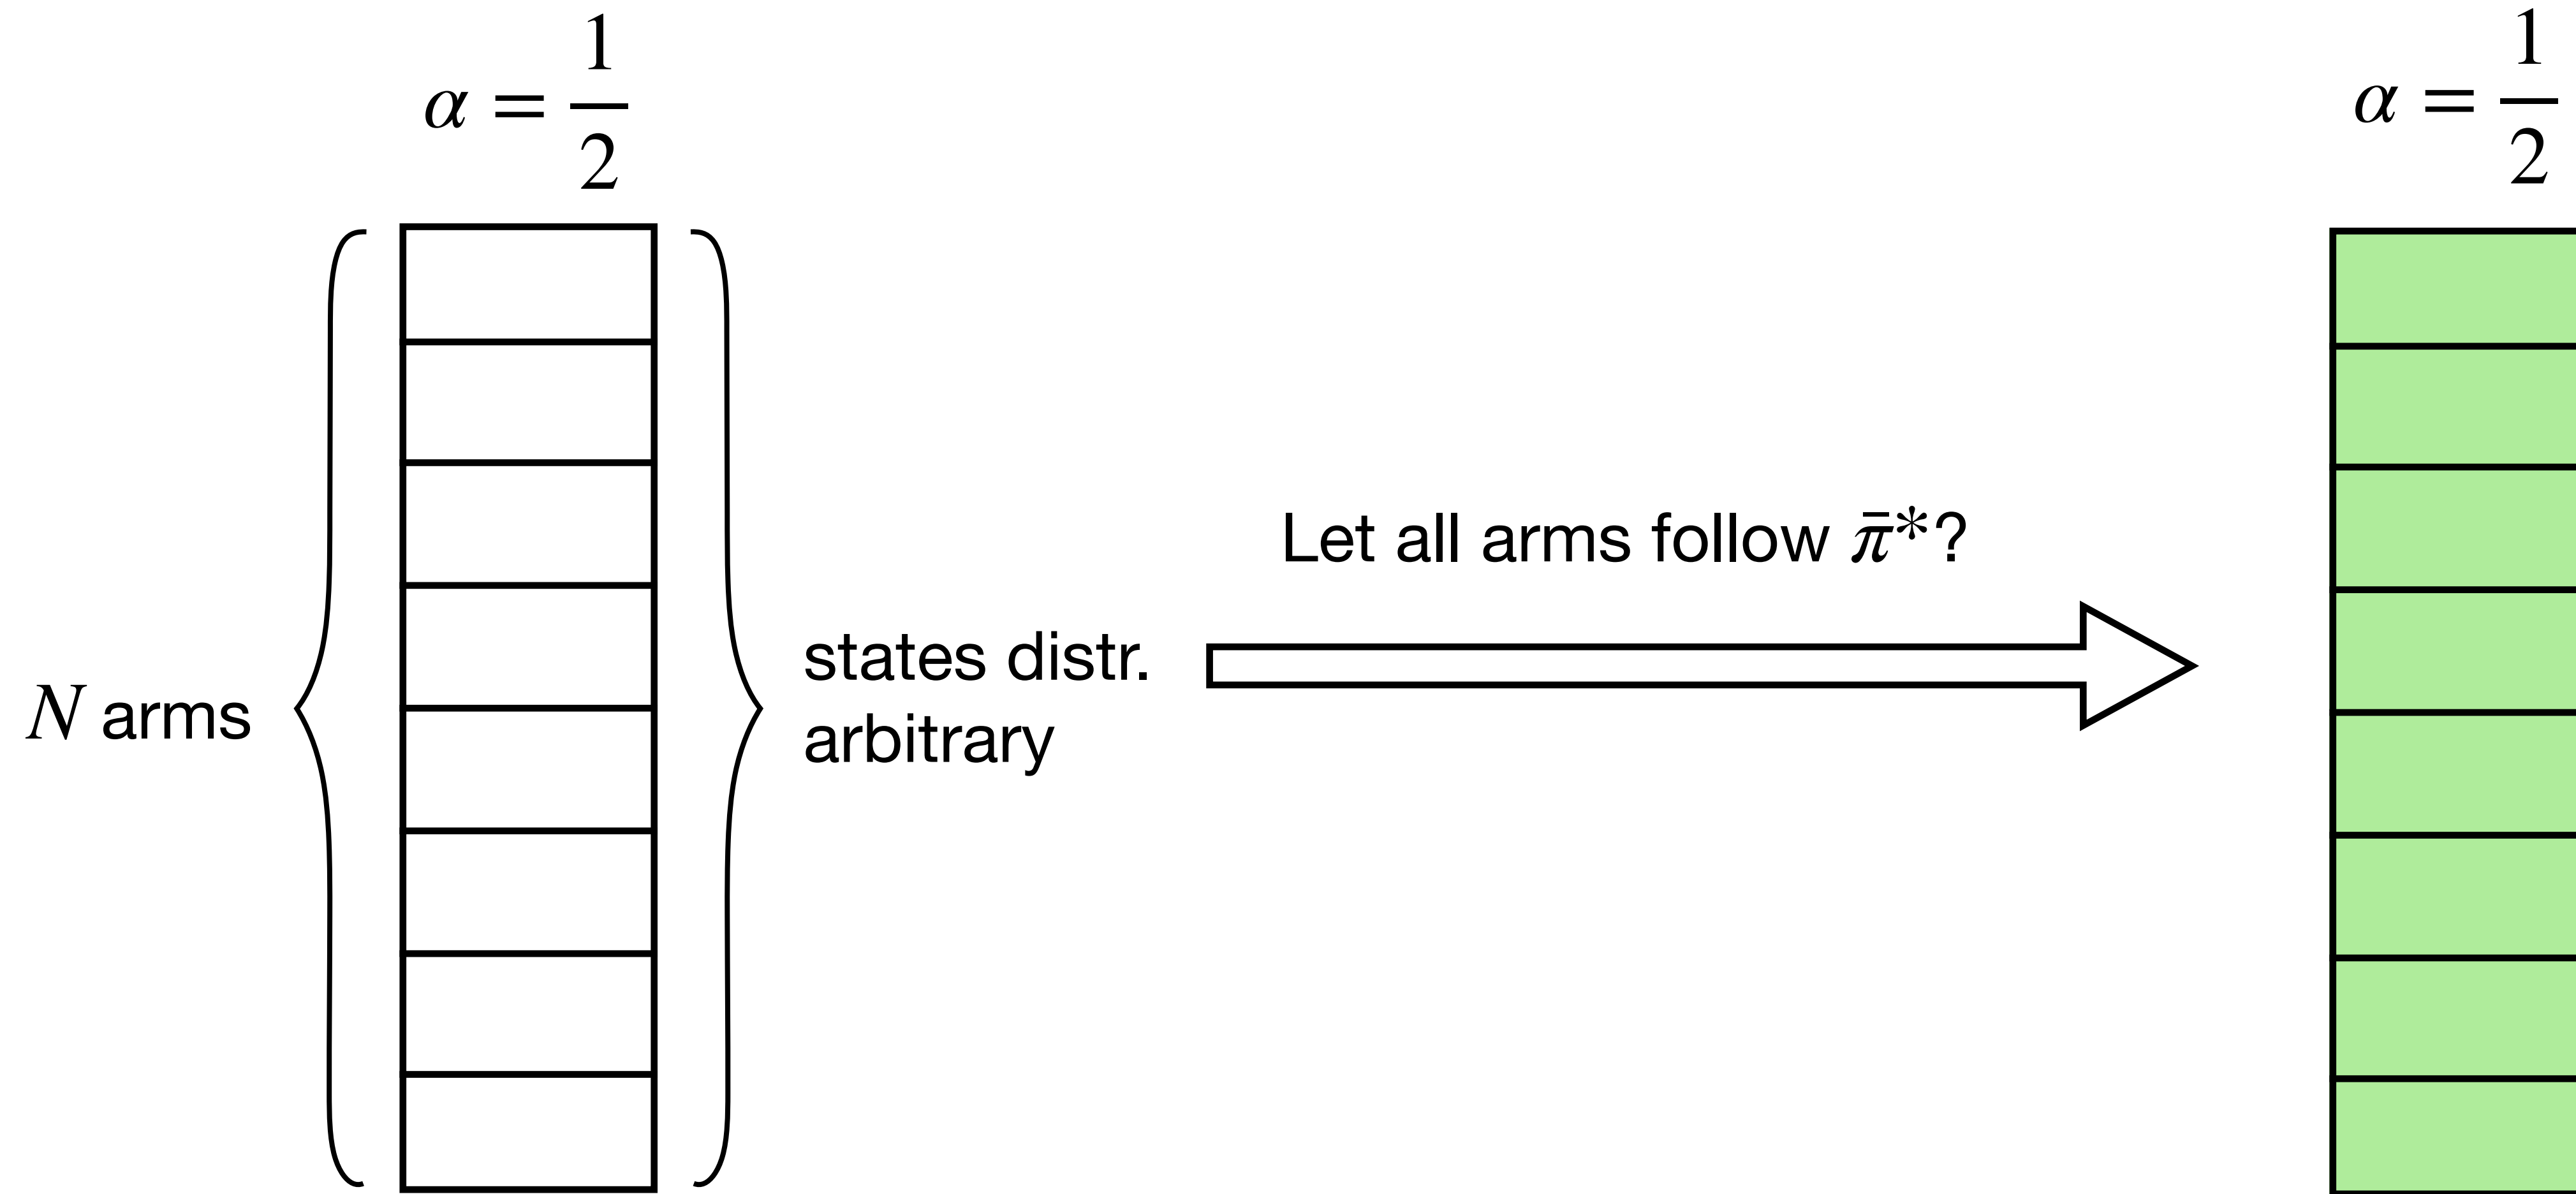 α = 1/2
α = 1/2
N arms
states distr.
arbitrary
Let all arms follow π̄*?